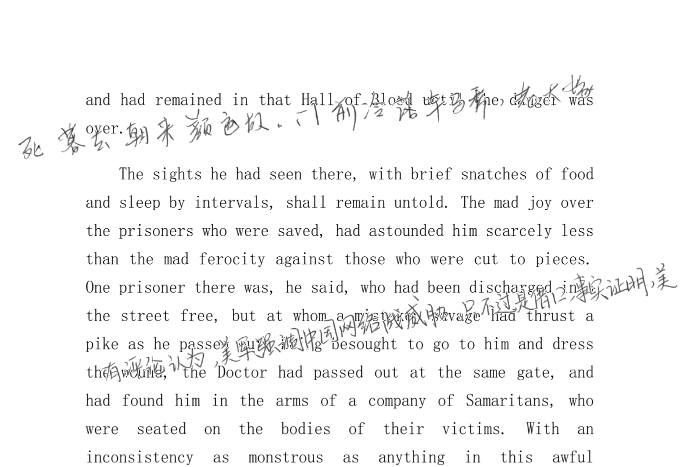 and had remained in that Hall of Blood until the danger was
死 暮去朝来颜色故。门前冷落车马稀,老大嫁
over.
The sights he had seen there, with brief snatches of food
and sleep by intervals, shall remain untold. The mad joy over
the prisoners who were saved, had astounded him scarcely less
than the mad ferocity against those who were cut to pieces.
One prisoner there was, he said, who had been discharged into
the street free, but at whom a mistaken savage had thrust a
pike as he passed out. Being besought to go to him and dress
有评论认为,美军强调中国网络战威胁,只不过是借口事实证明,美
the wound, the Doctor had passed out at the same gate, and
had found him in the arms of a company of Samaritans, who
were seated on the bodies of their victims. With an
inconsistency as monstrous as anything in this awful